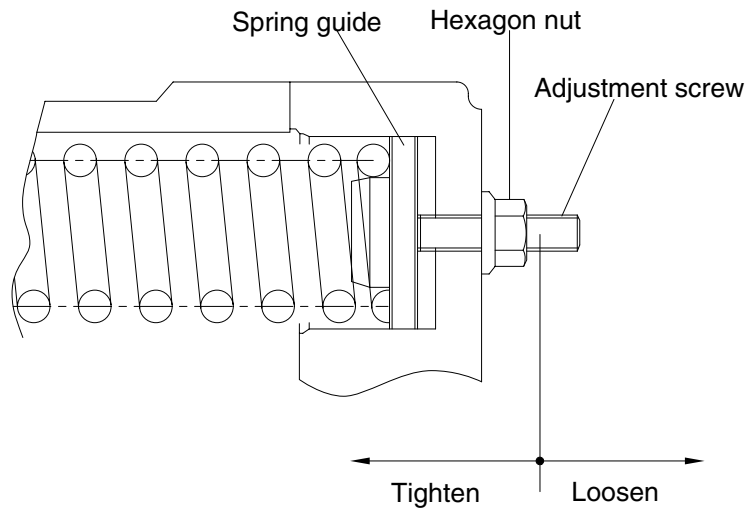 Spring guide
Hexagon nut
Adjustment screw
Tighten
Loosen